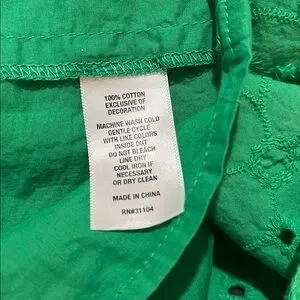 100% COTTON
EXCLUSIVE OF
DECORATION
MACHINE WASH COLD
GENTLE CYCLE
WITH LIKE COLORS
INSIDE OUT
DO NOT BLEACH
LINE DRY
COOL IRON IF
NECESSARY
OR DRY CLEAN
MADE IN CHINA
RN#31104